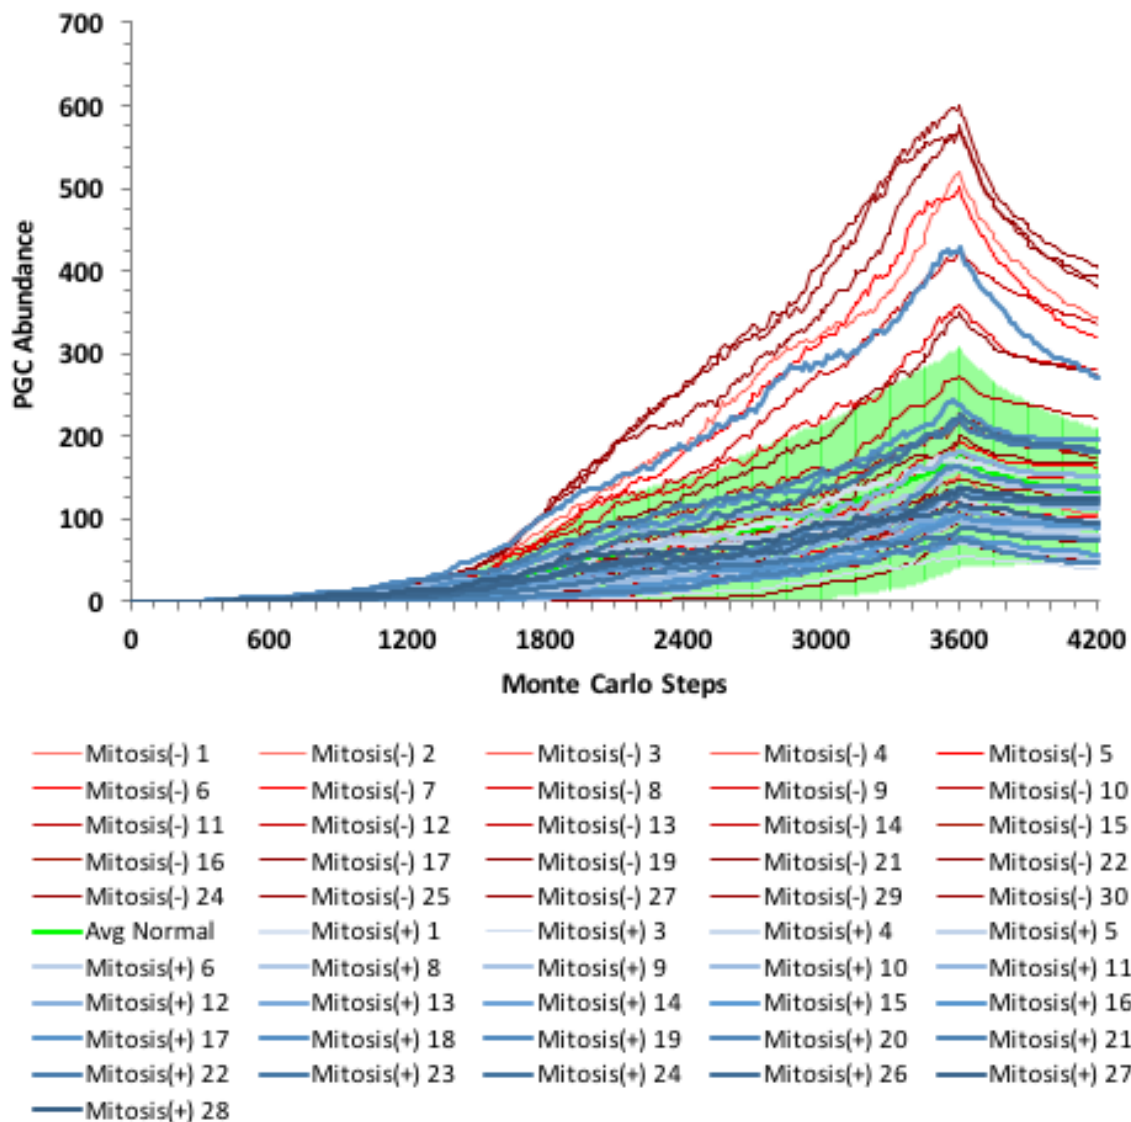 700
600
500
400
300
200
100
0
PGC Abundance
0 600 1200 1800 2400 3000 3600 4200
Monte Carlo Steps
Mitosis(-) 1 Mitosis(-) 2 Mitosis(-) 3 Mitosis(-) 4 Mitosis(-) 5
Mitosis(-) 6 Mitosis(-) 7 Mitosis(-) 8 Mitosis(-) 9 Mitosis(-) 10
Mitosis(-) 11 Mitosis(-) 12 Mitosis(-) 13 Mitosis(-) 14 Mitosis(-) 15
Mitosis(-) 16 Mitosis(-) 17 Mitosis(-) 19 Mitosis(-) 21 Mitosis(-) 22
Mitosis(-) 24 Mitosis(-) 25 Mitosis(-) 27 Mitosis(-) 29 Mitosis(-) 30
Avg Normal Mitosis(+) 1 Mitosis(+) 3 Mitosis(+) 4 Mitosis(+) 5
Mitosis(+) 6 Mitosis(+) 8 Mitosis(+) 9 Mitosis(+) 10 Mitosis(+) 11
Mitosis(+) 12 Mitosis(+) 13 Mitosis(+) 14 Mitosis(+) 15 Mitosis(+) 16
Mitosis(+) 17 Mitosis(+) 18 Mitosis(+) 19 Mitosis(+) 20 Mitosis(+) 21
Mitosis(+) 22 Mitosis(+) 23 Mitosis(+) 24 Mitosis(+) 26 Mitosis(+) 27
Mitosis(+) 28